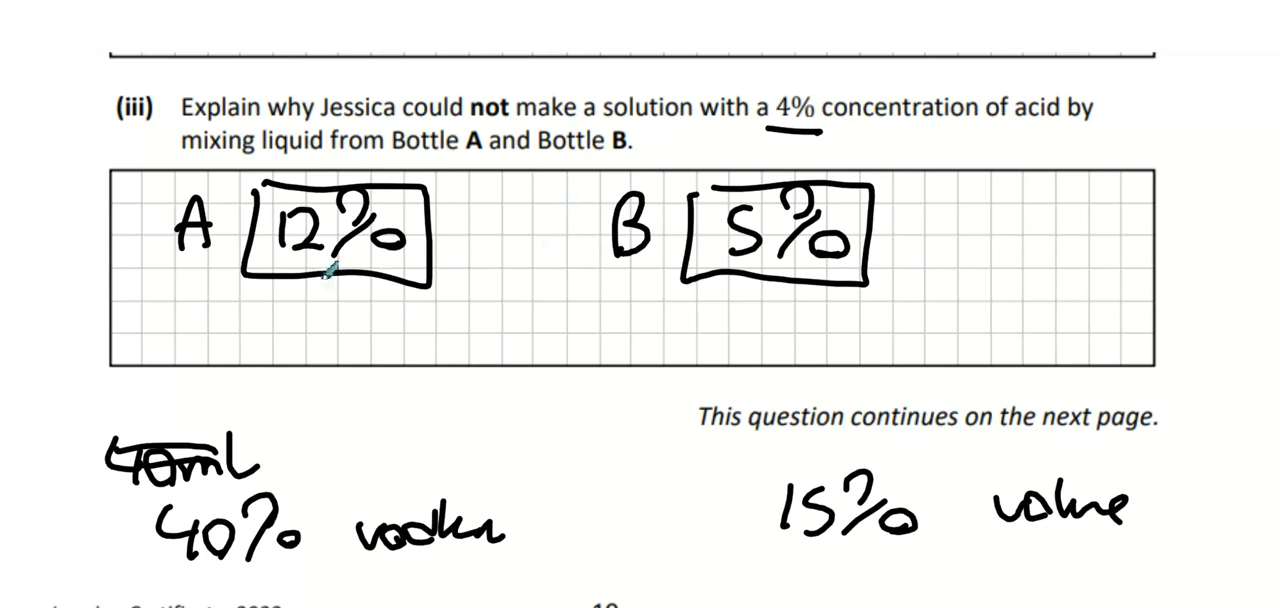 (iii) Explain why Jessica could not make a solution with a 4% concentration of acid by
mixing liquid from Bottle A and Bottle B.
A 12% B 5%
This question continues on the next page.
40ml
40% vodka 15%